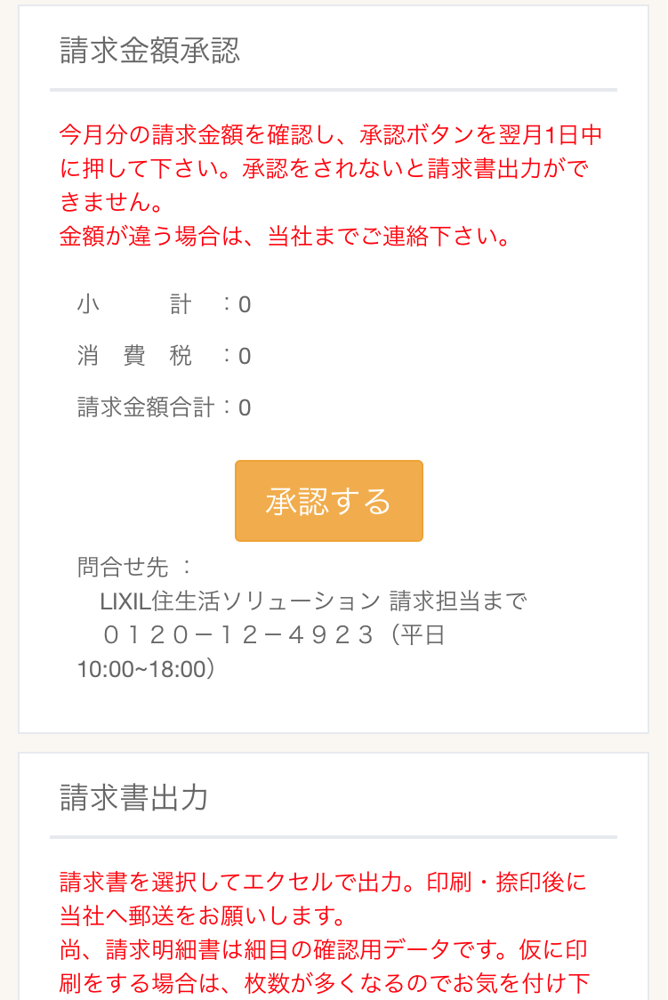 請求金額承認
今月分の請求金額を確認し、承認ボタンを翌月1日中
に押して下さい。承認をされないと請求書出力がで
きません。
金額が違う場合は、当社までご連絡下さい。
小　　　計　：0
消　費　税　：0
請求金額合計：0
承認する
問合せ先 ：
　LIXIL住生活ソリューション 請求担当まで
　０１２０－１２－４９２３（平日
10:00~18:00）
請求書出力
請求書を選択してエクセルで出力。印刷・捺印後に
当社へ郵送をお願いします。
尚、請求明細書は細目の確認用データです。仮に印
刷をする場合は、枚数が多くなるのでお気を付け下